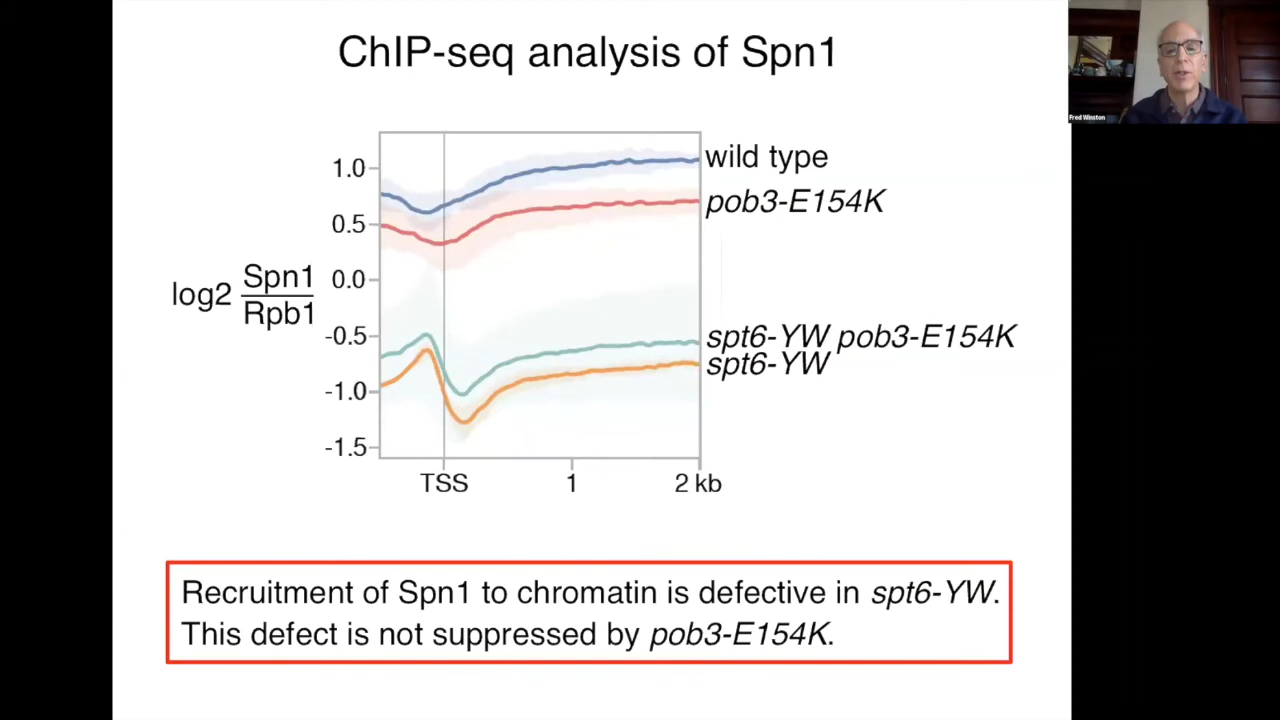 ChIP-seq analysis of Spn1
Fred Winston
1.0
0.5
0.0
-0.5
-1.0
-1.5
log2 Spn1
Rpb1
wild type
pob3-E154K
spt6-YW pob3-E154K
spt6-YW
TSS 1 2 kb
Recruitment of Spn1 to chromatin is defective in spt6-YW.
This defect is not suppressed by pob3-E154K.